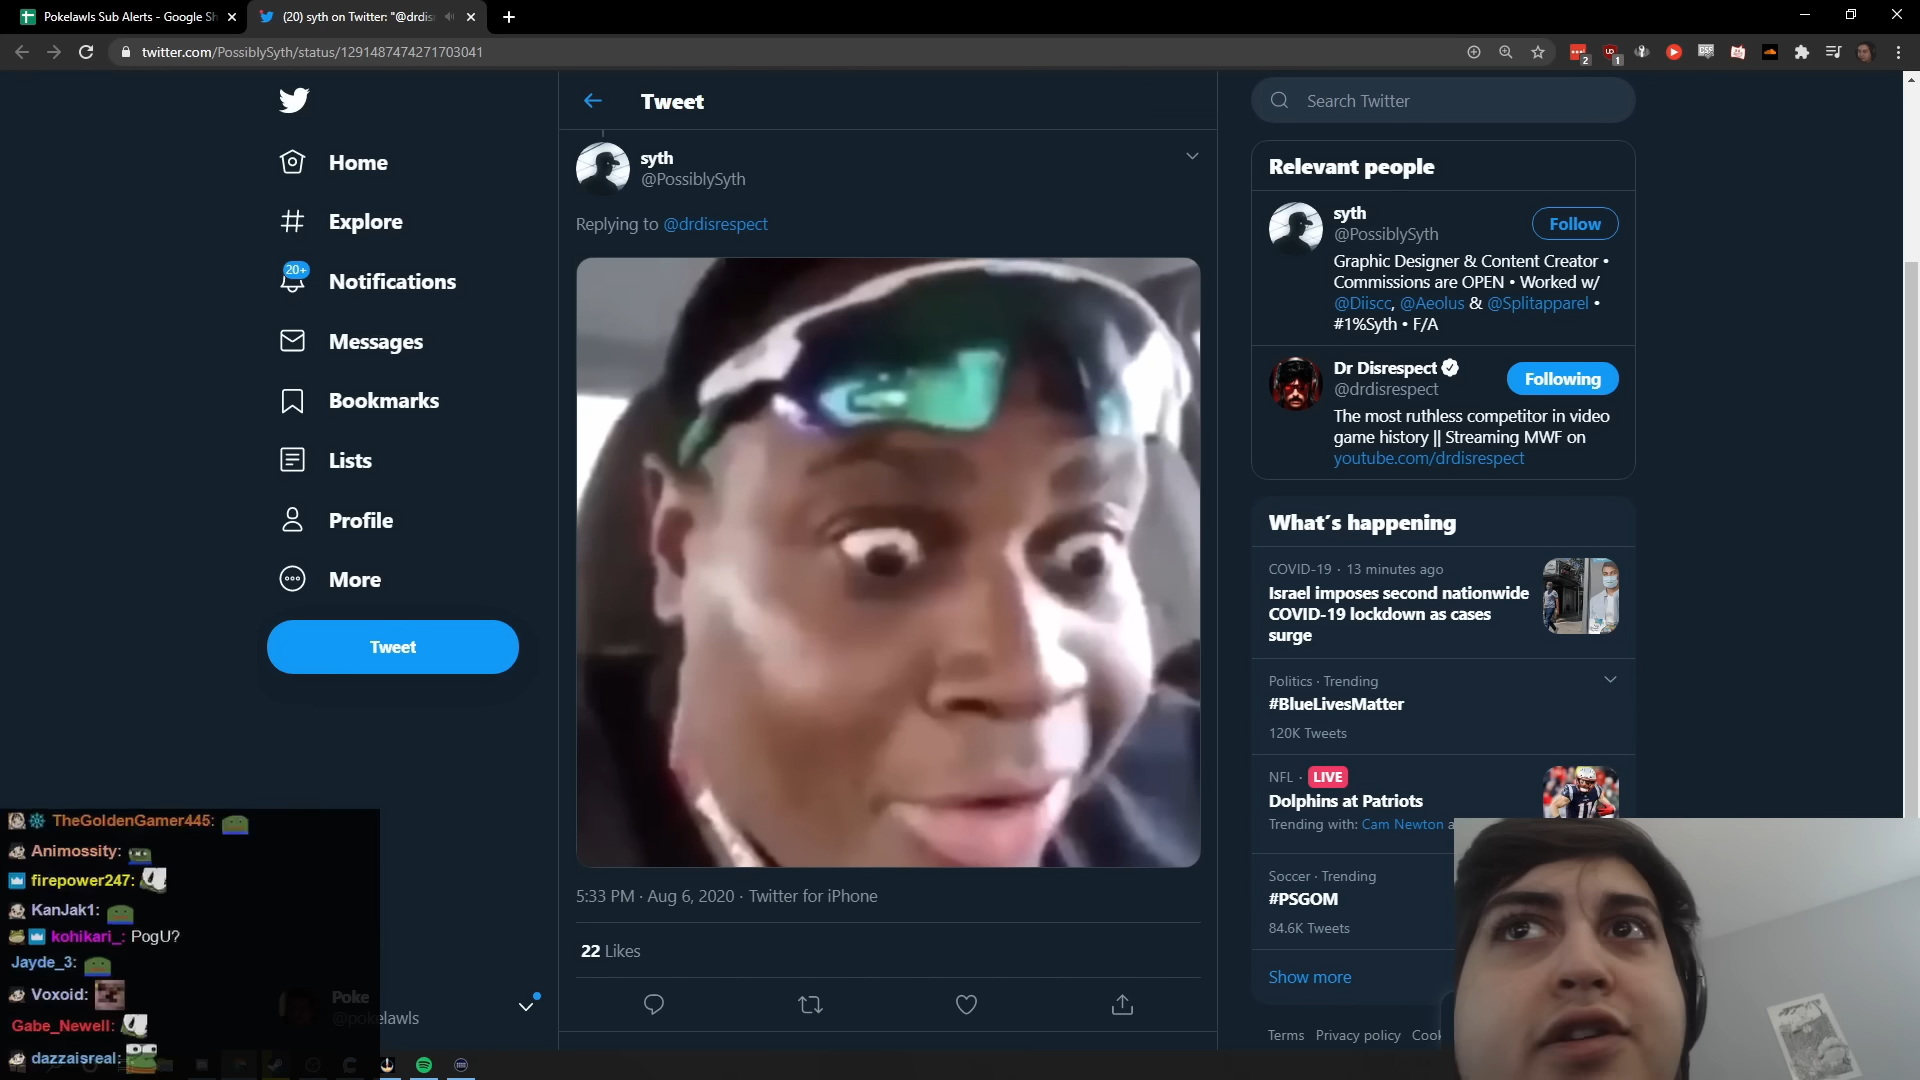 Pokelawls Sub Alerts - Google Sh
(20) syth on Twitter: "@drdis
twitter.com/PossiblySyth/status/1291487474271703041
2
1
Home
Explore
20+
Notifications
Messages
Bookmarks
Lists
Profile
More
Tweet
Poke
@pokelawls
Tweet
syth
@PossiblySyth
Replying to @drdisrespect
5:33 PM · Aug 6, 2020 · Twitter for iPhone
22 Likes
Search Twitter
Relevant people
syth
@PossiblySyth
Follow
Graphic Designer & Content Creator •
Commissions are OPEN • Worked w/
@Diiscc, @Aeolus & @Splitapparel •
#1%Syth • F/A
Dr Disrespect
@drdisrespect
Following
The most ruthless competitor in video
game history || Streaming MWF on
youtube.com/drdisrespect
What's happening
COVID-19 · 13 minutes ago
Israel imposes second nationwide
COVID-19 lockdown as cases
surge
Politics · Trending
#BlueLivesMatter
120K Tweets
NFL · LIVE
Dolphins at Patriots
Trending with: Cam Newton a
Soccer · Trending
#PSGOM
84.6K Tweets
Show more
Terms Privacy policy Cook
TheGoldenGamer445:
Animossity:
firepower247:
KanJak1:
kohikari_: PogU?
Jayde_3:
Voxoid:
Gabe_Newell:
dazzaisreal: